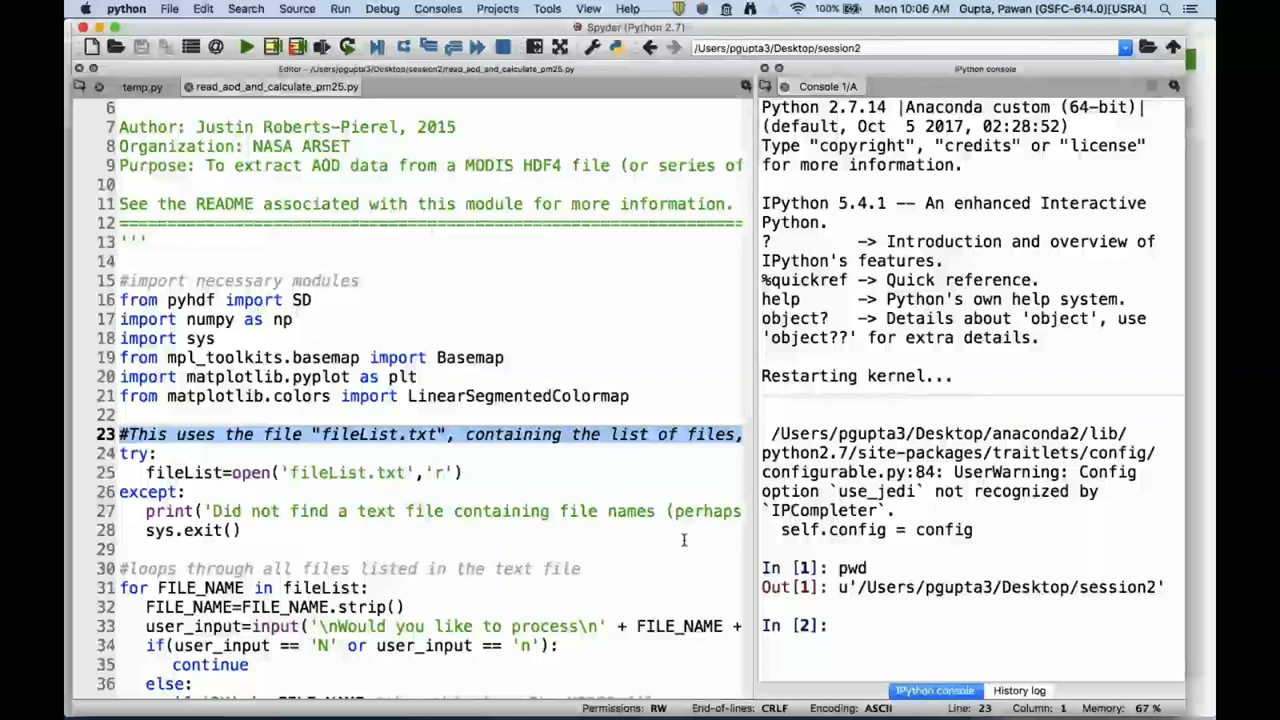 python File Edit Search Source Run Debug Consoles Projects Tools View Help 100% Mon 10:06 AM Gupta, Pawan (GSFC-614.0)[USRA]
Spyder (Python 2.7)
/Users/pgupta3/Desktop/session2
Editor - /Users/pgupta3/Desktop/session2/read_aod_and_calculate_pm25.py
temp.py read_aod_and_calculate_pm25.py
6
7 Author: Justin Roberts-Pierel, 2015
8 Organization: NASA ARSET
9 Purpose: To extract AOD data from a MODIS HDF4 file (or series of
10
11 See the README associated with this module for more information.
12 ==================================================================
13 '''
14
15 #import necessary modules
16 from pyhdf import SD
17 import numpy as np
18 import sys
19 from mpl_toolkits.basemap import Basemap
20 import matplotlib.pyplot as plt
21 from matplotlib.colors import LinearSegmentedColormap
22
23 #This uses the file "fileList.txt", containing the list of files,
24 try:
25 fileList=open('fileList.txt','r')
26 except:
27 print('Did not find a text file containing file names (perhaps
28 sys.exit()
29
30 #loops through all files listed in the text file
31 for FILE_NAME in fileList:
32 FILE_NAME=FILE_NAME.strip()
33 user_input=input('\nWould you like to process\n' + FILE_NAME +
34 if(user_input == 'N' or user_input == 'n'):
35 continue
36 else:
IPython console
Console 1/A
Python 2.7.14 |Anaconda custom (64-bit)|
(default, Oct 5 2017, 02:28:52)
Type "copyright", "credits" or "license"
for more information.
IPython 5.4.1 -- An enhanced Interactive
Python.
? -> Introduction and overview of
IPython's features.
%quickref -> Quick reference.
help -> Python's own help system.
object? -> Details about 'object', use
'object??' for extra details.
Restarting kernel...
/Users/pgupta3/Desktop/anaconda2/lib/
python2.7/site-packages/traitlets/config/
configurable.py:84: UserWarning: Config
option `use_jedi` not recognized by
`IPCompleter`.
self.config = config
In [1]: pwd
Out[1]: u'/Users/pgupta3/Desktop/session2'
In [2]:
IPython console History log
Permissions: RW End-of-lines: CRLF Encoding: ASCII Line: 23 Column: 1 Memory: 67 %